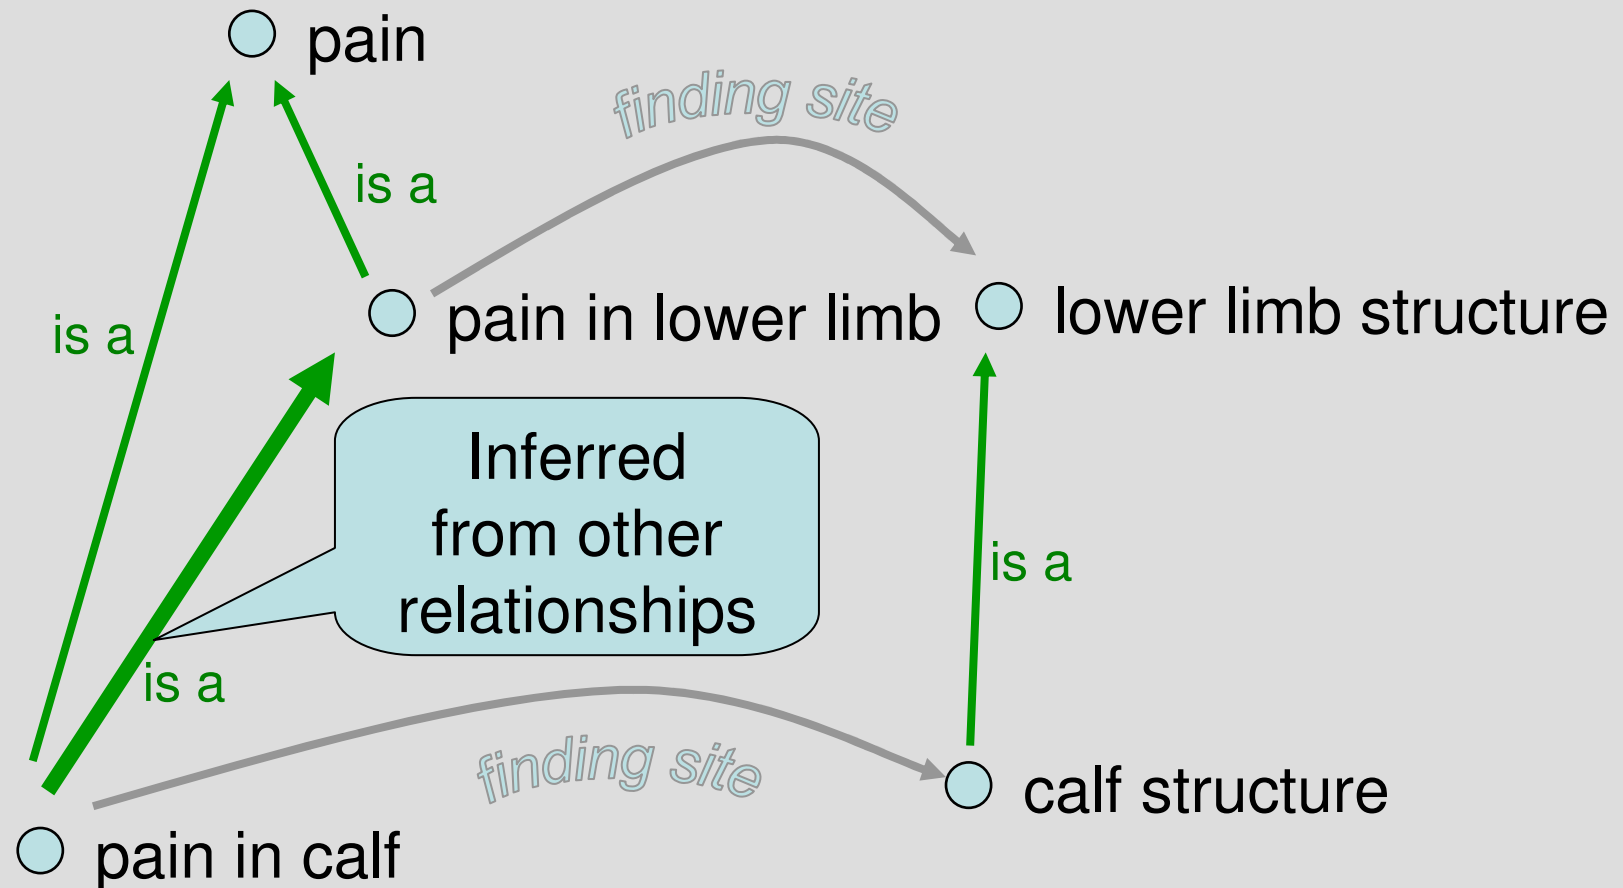 pain
finding site
is a
is a
pain in lower limb
lower limb structure
Inferred
from other
relationships
is a
is a
finding site
calf structure
pain in calf